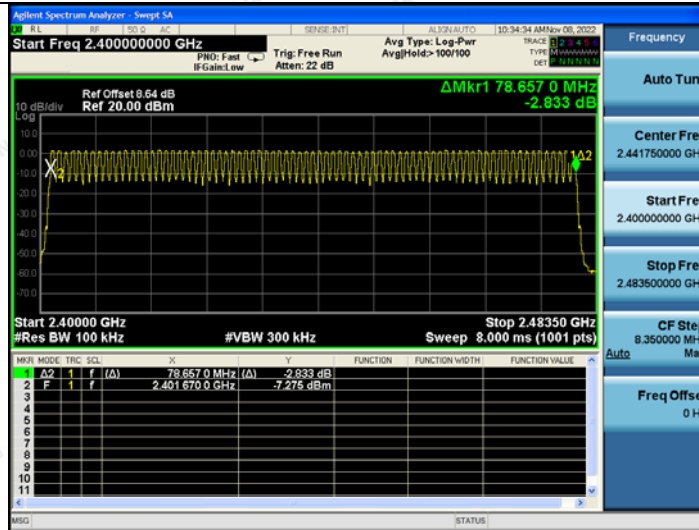 Agilent Spectrum Analyzer - Swept SA
RL RF 50 Ω AC SENSE:INT ALIGN AUTO 10:34:34 AM Nov 08, 2022
Start Freq 2.400000000 GHz
PNO: Fast
IFGain:Low
Trig: Free Run
Atten: 22 dB
Avg Type: Log-Pwr
Avg|Hold:>100/100
TRACE 1 2 3 4 5 6
TYPE
DET P N N N N N
Ref Offset 8.64 dB
Ref 20.00 dBm
10 dB/div
Log
ΔMkr1 78.657 0 MHz
-2.833 dB
10.0
0.00
-10.0
-20.0
-30.0
-40.0
-50.0
-60.0
-70.0
X2
1Δ2
Start 2.40000 GHz
#Res BW 100 kHz
#VBW 300 kHz
Stop 2.48350 GHz
Sweep 8.000 ms (1001 pts)
MKR MODE TRC SCL X Y FUNCTION FUNCTION WIDTH FUNCTION VALUE
1 Δ2 1 f (Δ) 78.657 0 MHz (Δ) -2.833 dB
2 F 1 f 2.401 670 0 GHz -7.275 dBm
3
4
5
6
7
8
9
10
11
MSG STATUS
Frequency
Auto Tun
Center Fre
2.441750000 GH
Start Fre
2.400000000 GH
Stop Fre
2.483500000 GH
CF Ste
8.350000 MH
Auto Ma
Freq Offse
0 H